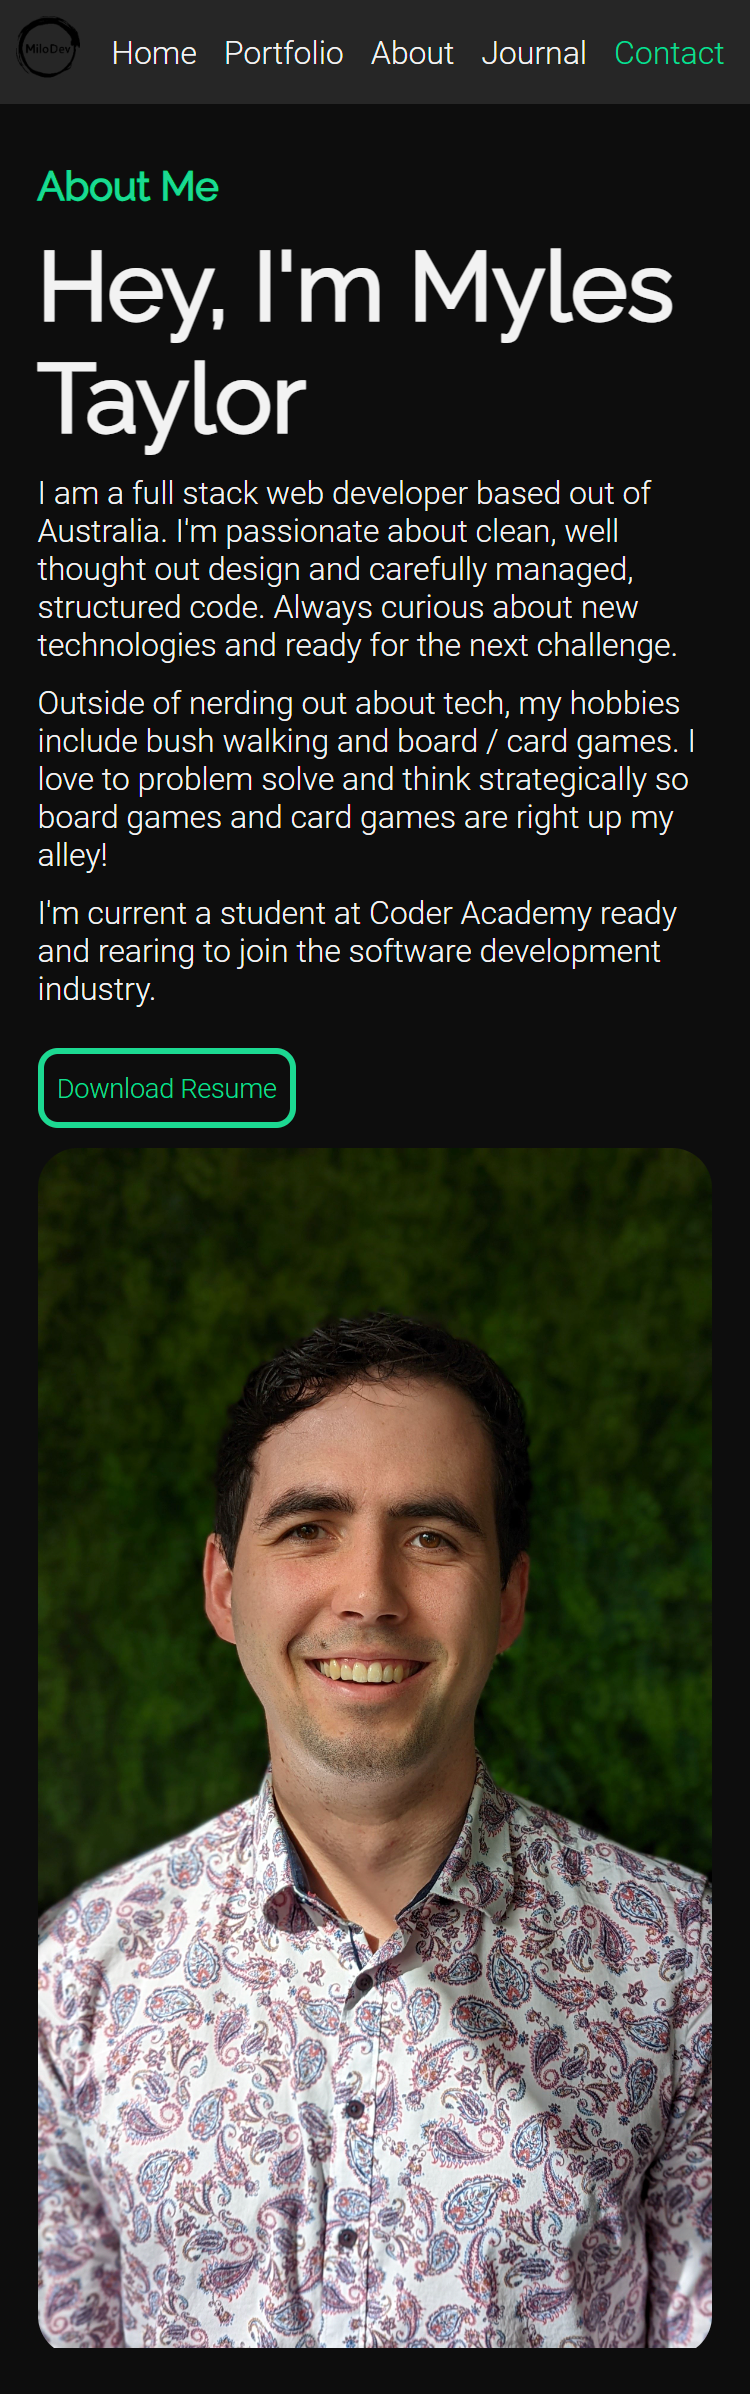 MiloDev
Home Portfolio About Journal Contact
About Me
Hey, I'm Myles
Taylor
I am a full stack web developer based out of
Australia. I'm passionate about clean, well
thought out design and carefully managed,
structured code. Always curious about new
technologies and ready for the next challenge.
Outside of nerding out about tech, my hobbies
include bush walking and board / card games. I
love to problem solve and think strategically so
board games and card games are right up my
alley!
I'm current a student at Coder Academy ready
and rearing to join the software development
industry.
Download Resume